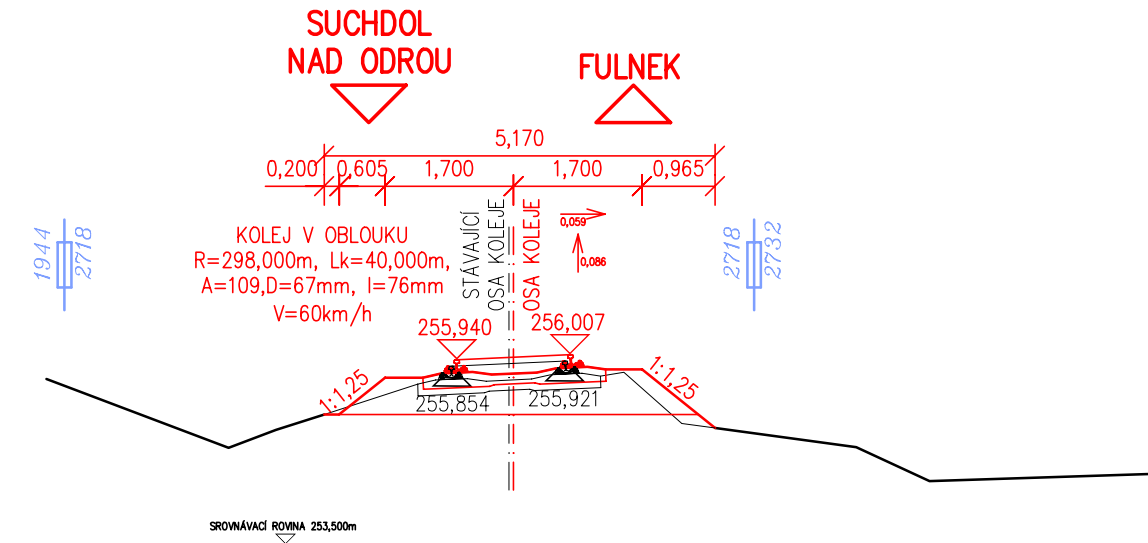 SUCHDOL
NAD ODROU
FULNEK
5,170
0,200
0,605
1,700
1,700
0,965
1944
2718
KOLEJ V OBLOUKU
R=298,000m, Lk=40,000m,
A=109,D=67mm, I=76mm
V=60km/h
STÁVAJÍCÍ
OSA KOLEJE
OSA KOLEJE
0,059
0,086
2718
2732
255,940
256,007
1:1,25
1:1,25
255,854
255,921
SROVNÁVACÍ ROVINA 253,500m